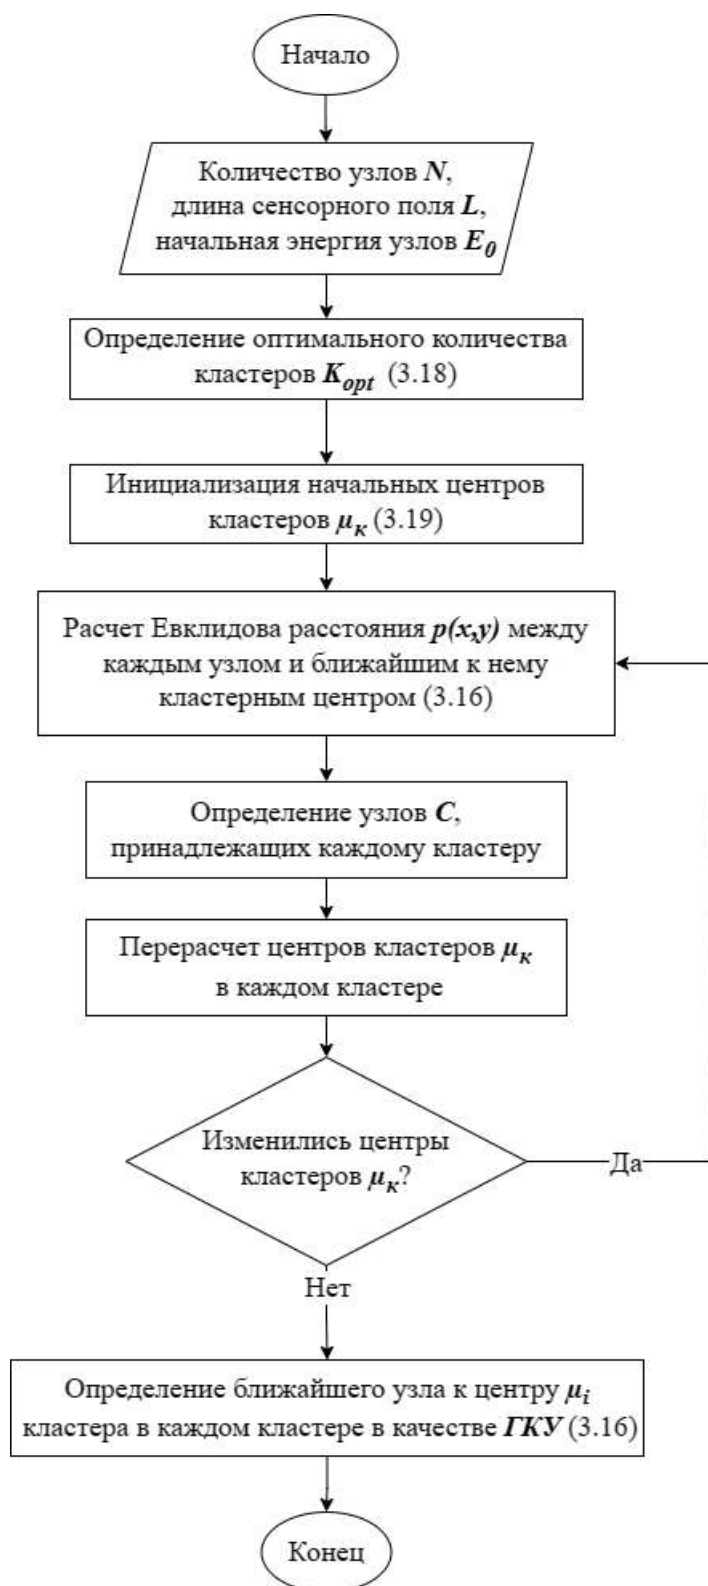 Начало
Количество узлов N,
длина сенсорного поля L,
начальная энергия узлов E₀
Определение оптимального количества
кластеров Kopt (3.18)
Инициализация начальных центров
кластеров μк (3.19)
Расчет Евклидова расстояния p(x,y) между
каждым узлом и ближайшим к нему
кластерным центром (3.16)
Определение узлов C,
принадлежащих каждому кластеру
Перерасчет центров кластеров μк
в каждом кластере
Изменились центры
кластеров μк?
Да
Нет
Определение ближайшего узла к центру μi
кластера в каждом кластере в качестве ГКУ (3.16)
Конец